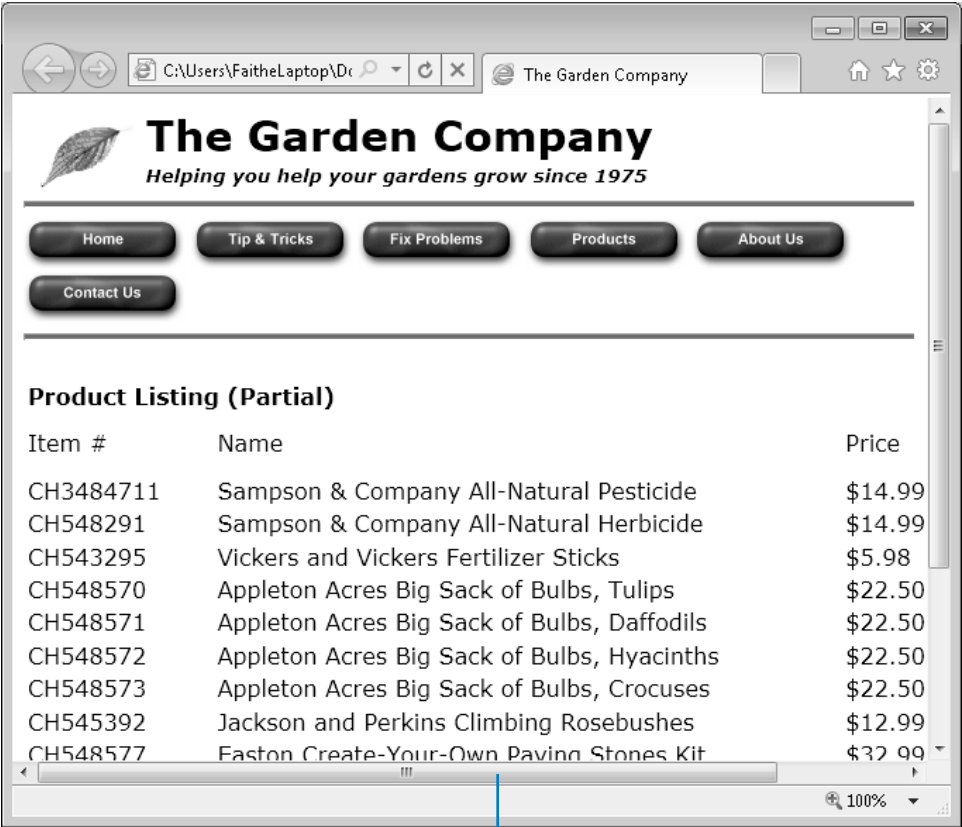 C:\Users\FaitheLaptop\Do
The Garden Company
The Garden Company
Helping you help your gardens grow since 1975
Home Tip & Tricks Fix Problems Products About Us
Contact Us
Product Listing (Partial)
Item # Name Price
CH3484711 Sampson & Company All-Natural Pesticide $14.99
CH548291 Sampson & Company All-Natural Herbicide $14.99
CH543295 Vickers and Vickers Fertilizer Sticks $5.98
CH548570 Appleton Acres Big Sack of Bulbs, Tulips $22.50
CH548571 Appleton Acres Big Sack of Bulbs, Daffodils $22.50
CH548572 Appleton Acres Big Sack of Bulbs, Hyacinths $22.50
CH548573 Appleton Acres Big Sack of Bulbs, Crocuses $22.50
CH545392 Jackson and Perkins Climbing Rosebushes $12.99
CH548577 Easton Create-Your-Own Paving Stones Kit $32.99
100%